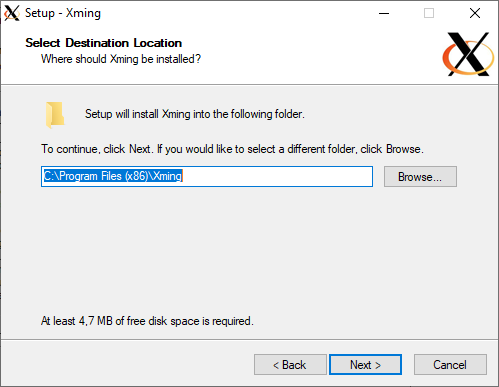 Setup - Xming
Select Destination Location
Where should Xming be installed?
Setup will install Xming into the following folder.
To continue, click Next. If you would like to select a different folder, click Browse.
C:\Program Files (x86)\Xming
Browse...
At least 4,7 MB of free disk space is required.
< Back
Next >
Cancel